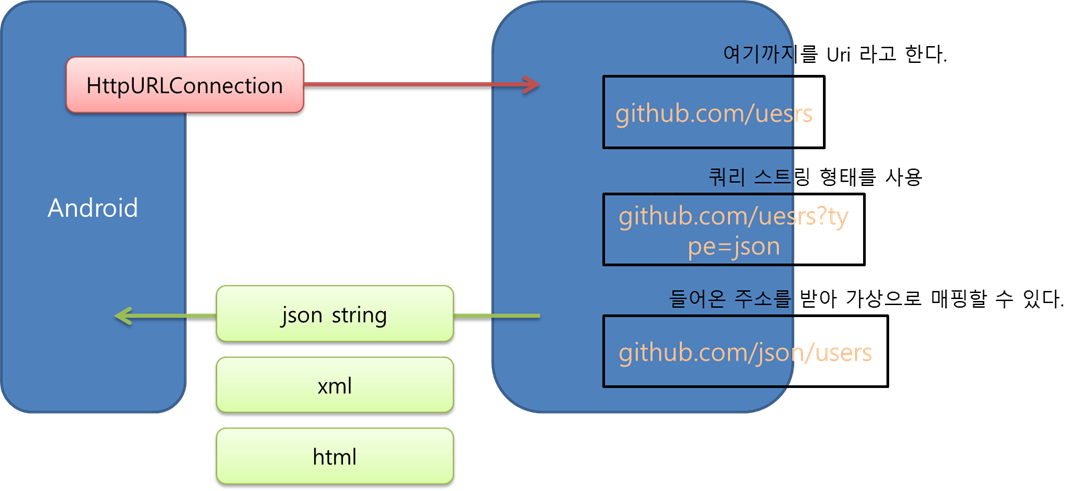 여기까지를 Uri 라고 한다.
HttpURLConnection
github.com/uesrs
쿼리 스트링 형태를 사용
Android
github.com/uesrs?ty
pe=json
들어온 주소를 받아 가상으로 매핑할 수 있다.
json string
github.com/json/users
xml
html